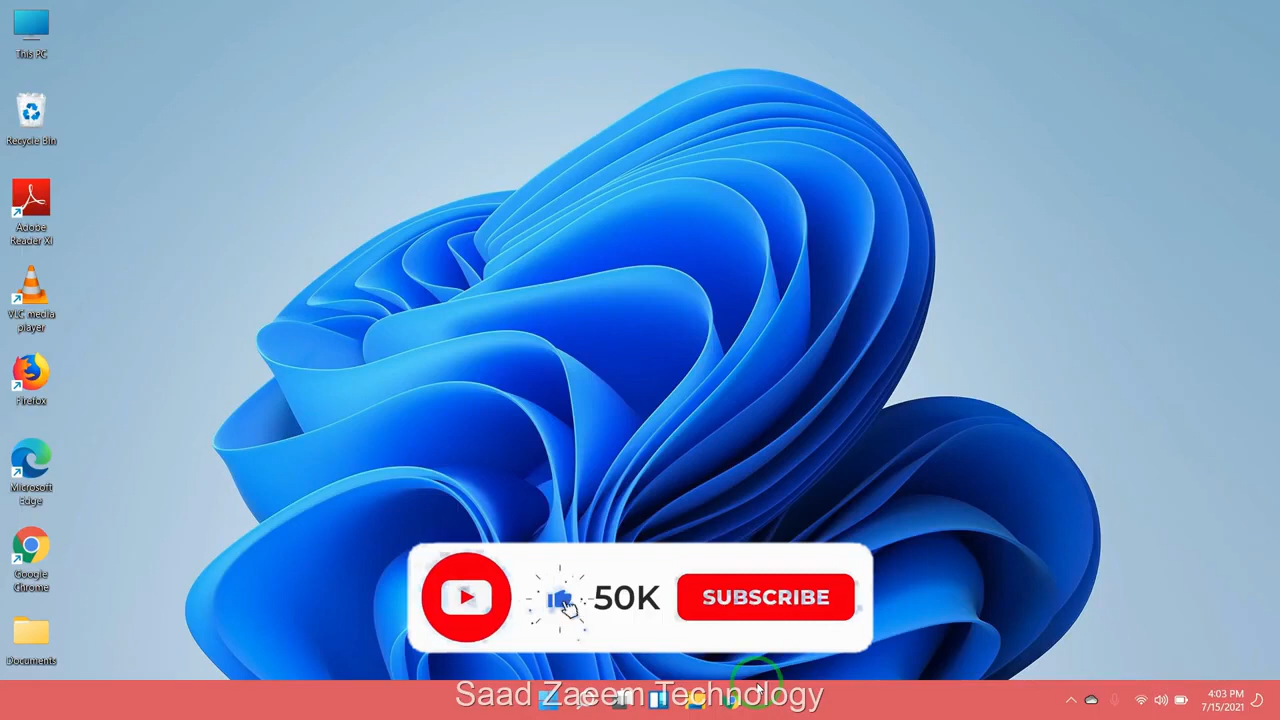 This PC
Recycle Bin
Adobe
Reader XI
VLC media
player
Firefox
Microsoft
Edge
Google
Chrome
Documents
50K
SUBSCRIBE
Saad Zaeem Technology
4:03 PM
7/15/2021